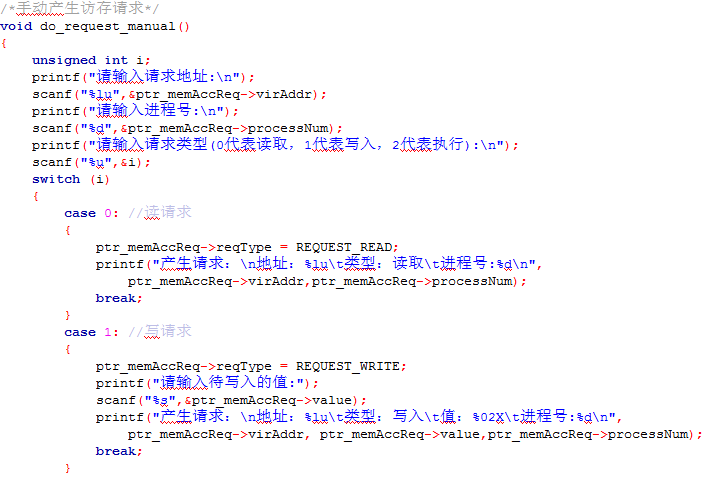 /*手动产生访存请求*/
void do_request_manual()
{
    unsigned int i;
    printf("请输入请求地址:\n");
    scanf("%lu",&ptr_memAccReq->virAddr);
    printf("请输入进程号:\n");
    scanf("%d",&ptr_memAccReq->processNum);
    printf("请输入请求类型(0代表读取，1代表写入，2代表执行):\n");
    scanf("%u",&i);
    switch (i)
    {
        case 0: //读请求
        {
            ptr_memAccReq->reqType = REQUEST_READ;
            printf("产生请求：\n地址：%lu\t类型：读取\t进程号:%d\n",
                ptr_memAccReq->virAddr,ptr_memAccReq->processNum);
            break;
        }
        case 1: //写请求
        {
            ptr_memAccReq->reqType = REQUEST_WRITE;
            printf("请输入待写入的值:");
            scanf("%s",&ptr_memAccReq->value);
            printf("产生请求：\n地址：%lu\t类型：写入\t值：%02X\t进程号:%d\n",
                ptr_memAccReq->virAddr, ptr_memAccReq->value,ptr_memAccReq->processNum);
            break;
        }